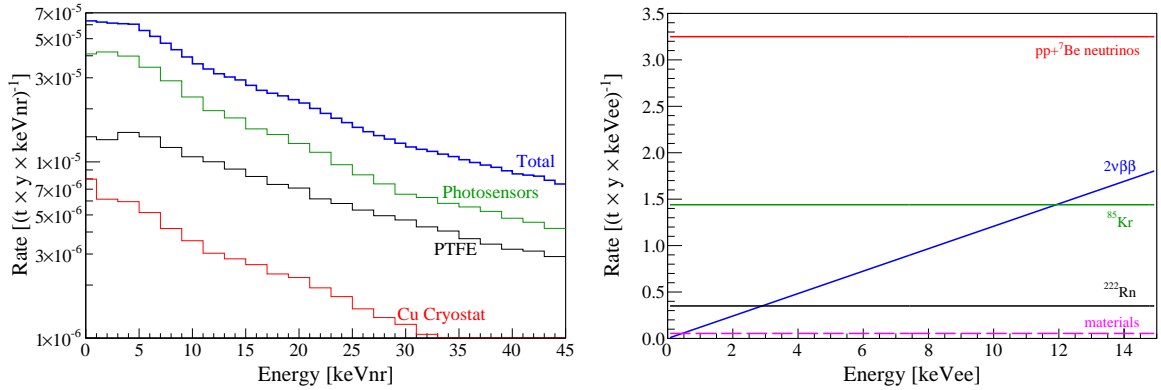 7×10⁻⁵
5×10⁻⁵
3×10⁻⁵
1×10⁻⁵
7×10⁻⁶
5×10⁻⁶
3×10⁻⁶
1×10⁻⁶
Rate [(t × y × keVnr)⁻¹]
Total
Photosensors
PTFE
Cu Cryostat
0 5 10 15 20 25 30 35 40 45
Energy [keVnr]
3.5
3.0
2.5
2.0
1.5
1.0
0.5
0.0
Rate [(t × y × keVee)⁻¹]
pp+⁷Be neutrinos
2νββ
⁸⁵Kr
²²²Rn
materials
0 2 4 6 8 10 12 14
Energy [keVee]